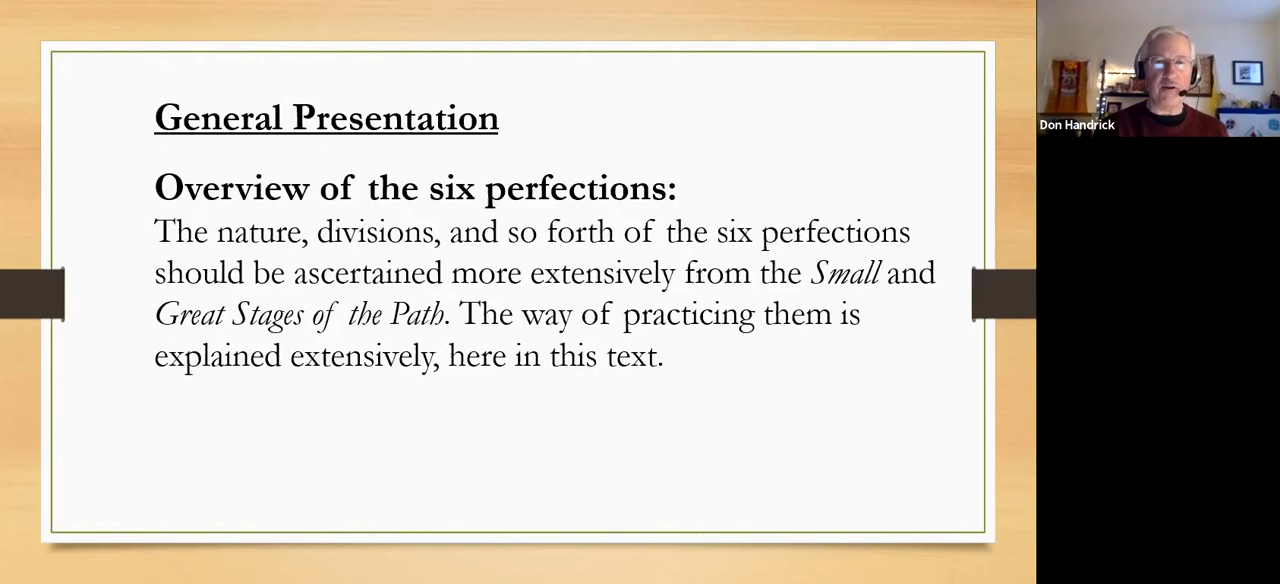 General Presentation
Overview of the six perfections:
The nature, divisions, and so forth of the six perfections
should be ascertained more extensively from the Small and
Great Stages of the Path. The way of practicing them is
explained extensively, here in this text.
Don Handrick